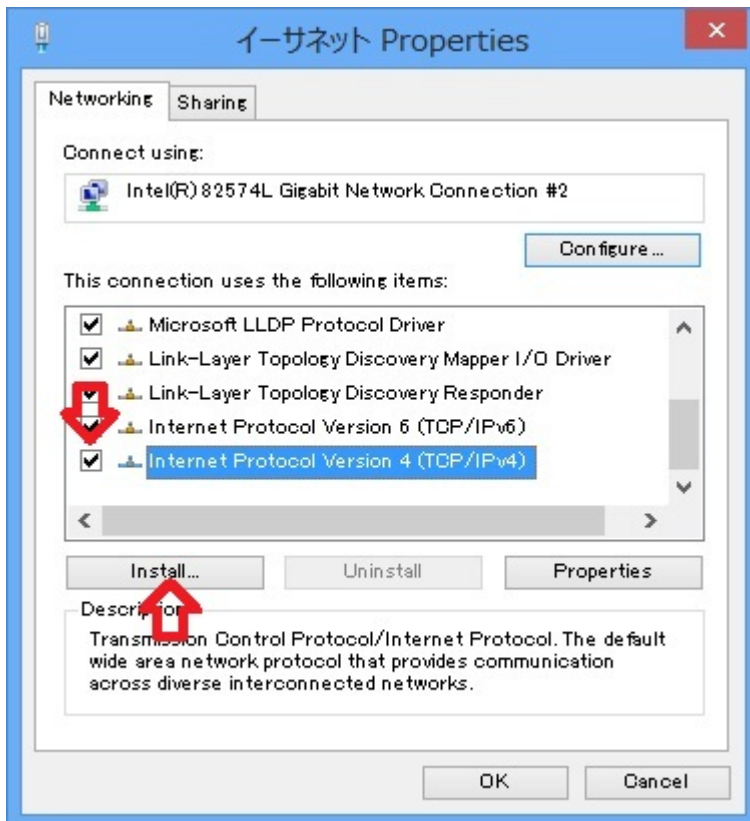 イーサネット Properties
Networking
Sharing
Connect using:
Intel(R) 82574L Gigabit Network Connection #2
Configure...
This connection uses the following items:
Microsoft LLDP Protocol Driver
Link-Layer Topology Discovery Mapper I/O Driver
Link-Layer Topology Discovery Responder
Internet Protocol Version 6 (TCP/IPv6)
Internet Protocol Version 4 (TCP/IPv4)
Install...
Uninstall
Properties
Description
Transmission Control Protocol/Internet Protocol. The default
wide area network protocol that provides communication
across diverse interconnected networks.
OK
Cancel